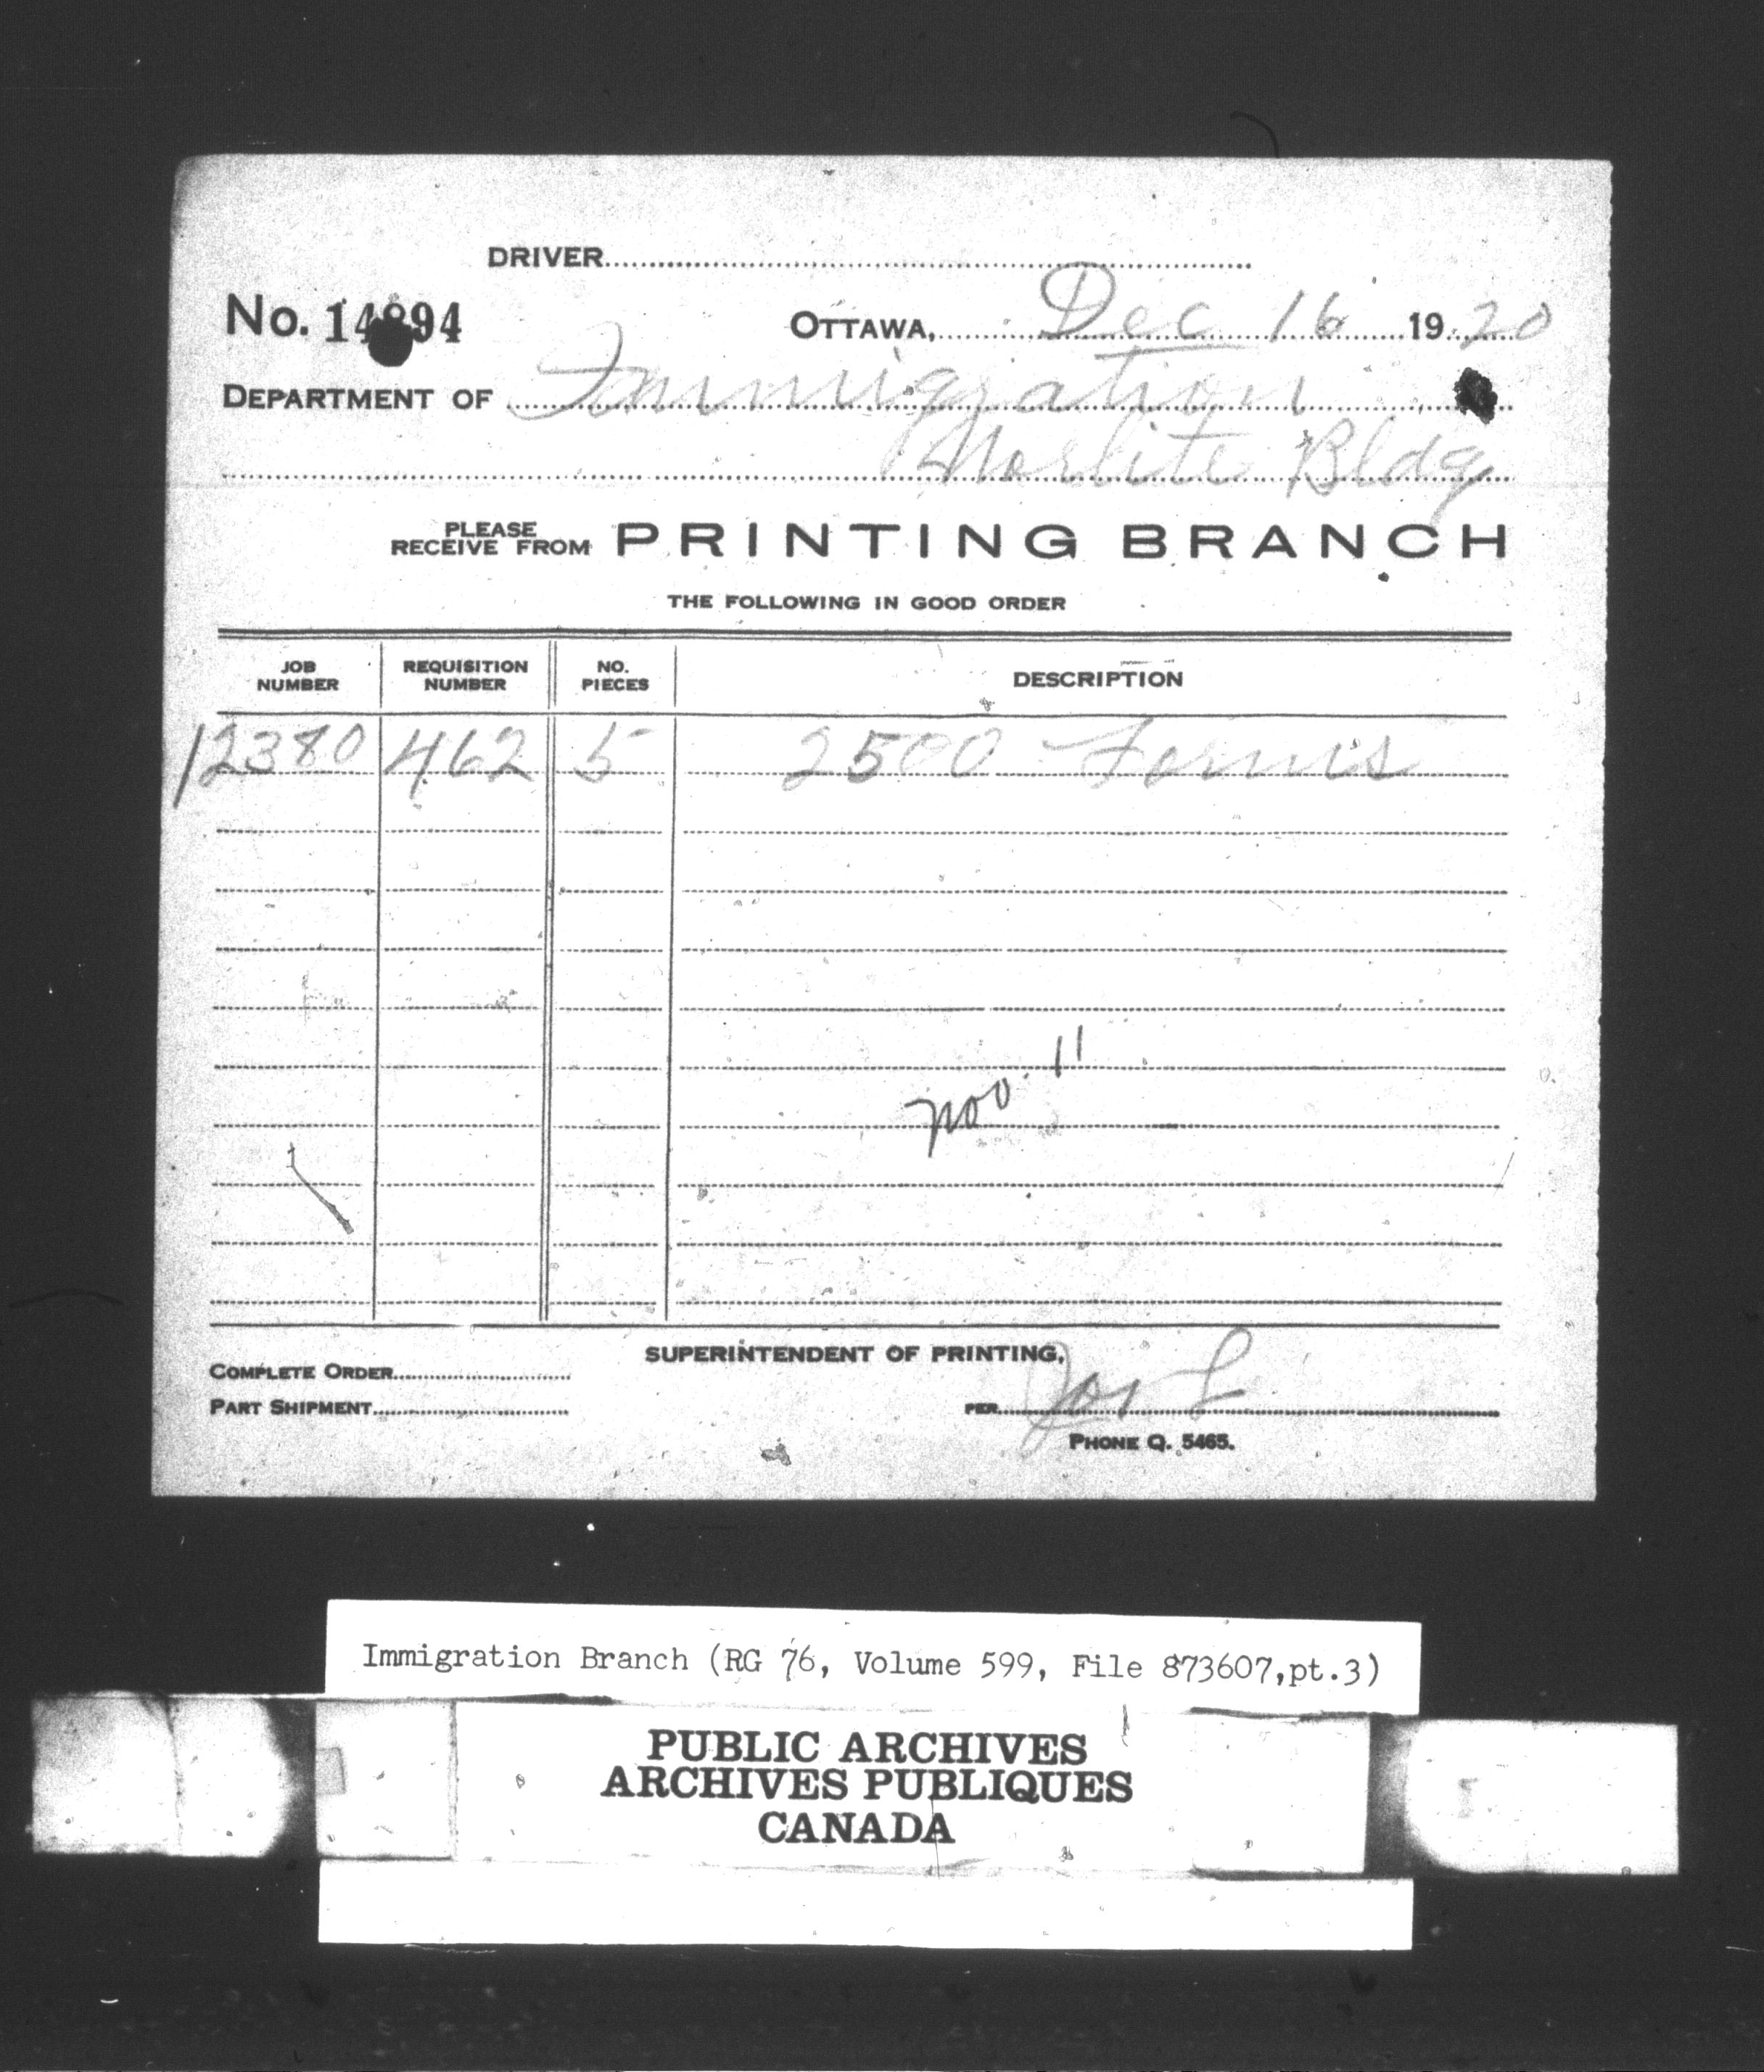 DRIVER
No. 14894 OTTAWA, Dec 16 1920
DEPARTMENT OF Immigration
Norlite Bldg
PLEASE RECEIVE FROM PRINTING BRANCH
THE FOLLOWING IN GOOD ORDER
JOB NUMBER REQUISITION NUMBER NO. PIECES DESCRIPTION
12380 462 5 2500 Forms
Nov. 11
SUPERINTENDENT OF PRINTING,
COMPLETE ORDER
PART SHIPMENT PER Jos L
PHONE Q. 5465.
Immigration Branch (RG 76, Volume 599, File 873607,pt.3)
PUBLIC ARCHIVES
ARCHIVES PUBLIQUES
CANADA